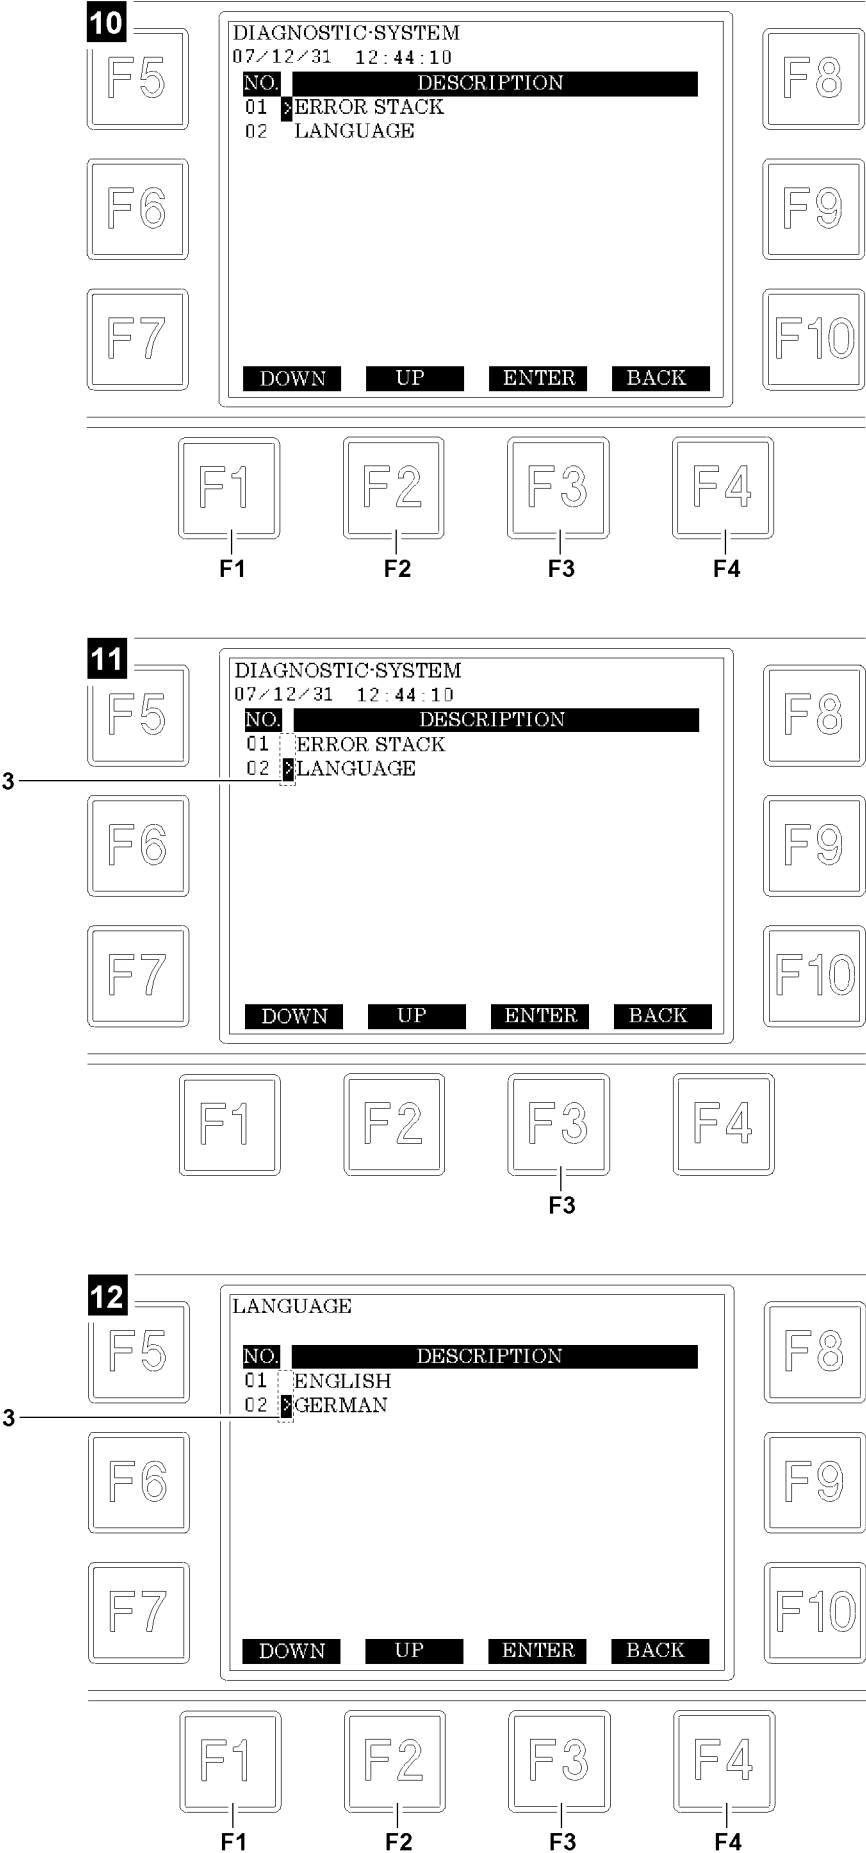 10
F5 F8
DIAGNOSTIC·SYSTEM
07/12/31 12:44:10
NO. DESCRIPTION
01 >ERROR STACK
02 LANGUAGE
F6 F9
F7 F10
DOWN UP ENTER BACK
F1 F2 F3 F4
F1 F2 F3 F4
11
F5 F8
DIAGNOSTIC·SYSTEM
07/12/31 12:44:10
NO. DESCRIPTION
01 ERROR STACK
3 02 >LANGUAGE
F6 F9
F7 F10
DOWN UP ENTER BACK
F1 F2 F3 F4
F3
12
F5 F8
LANGUAGE
NO. DESCRIPTION
01 ENGLISH
3 02 >GERMAN
F6 F9
F7 F10
DOWN UP ENTER BACK
F1 F2 F3 F4
F1 F2 F3 F4